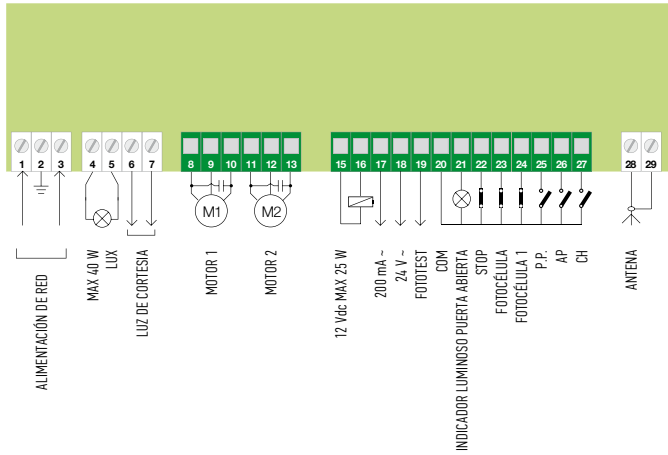 1 2 3 4 5 6 7 8 9 10 11 12 13 15 16 17 18 19 20 21 22 23 24 25 26 27 28 29
M1 M2
ALIMENTACIÓN DE RED
MAX 40 W
LUX
LUZ DE CORTESIA
MOTOR 1
MOTOR 2
12 Vdc MAX 25 W
200 mA ~
24 V ~
FOTOTEST
COM
INDICADOR LUMINOSO PUERTA ABIERTA
STOP
FOTOCÉLULA
FOTOCÉLULA 1
P.P.
AP
CH
ANTENA